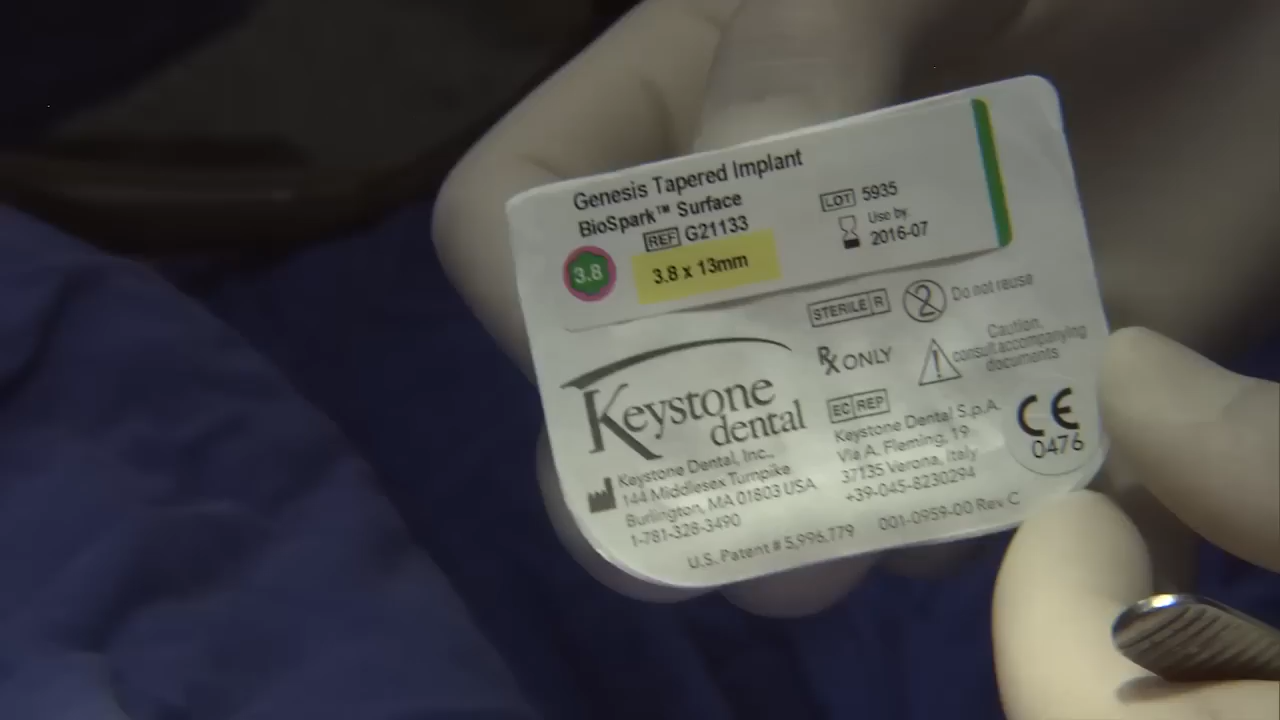 Genesis Tapered Implant
BioSpark™ Surface
REF G21133
3.8
3.8 x 13mm
LOT 5935
Use by
2016-07
STERILE R
2
Do not reuse
Rx ONLY
Caution,
consult accompanying
documents
Keystone
dental
Keystone Dental, Inc.,
144 Middlesex Turnpike
Burlington, MA 01803 USA
1-781-328-3490
EC REP
Keystone Dental S.p.A.
Via A. Fleming, 19
37135 Verona, Italy
+39-045-8230294
CE
0476
U.S. Patent # 5,996,779
001-0959-00 Rev C